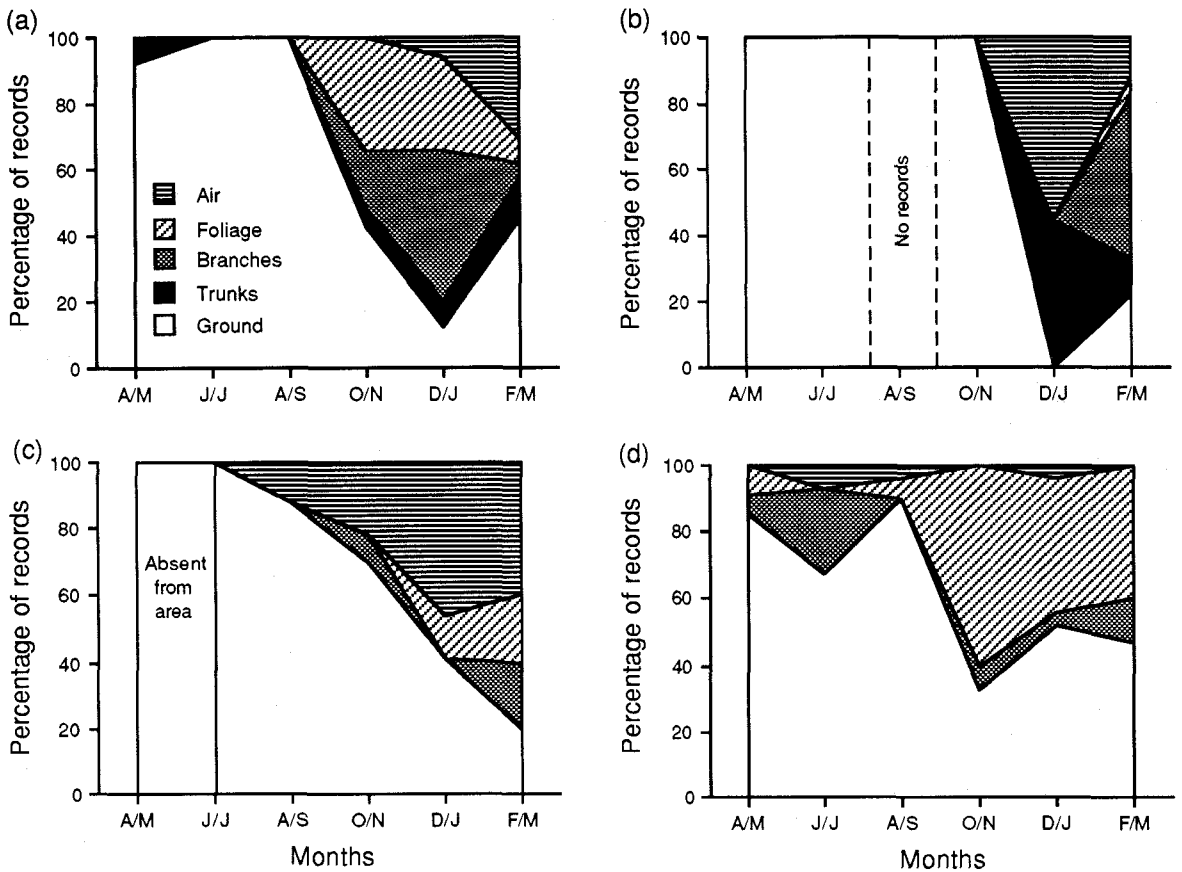 (a)
Percentage of records
100
80
60
40
20
0
Air
Foliage
Branches
Trunks
Ground
A/M J/J A/S O/N D/J F/M
(b)
Percentage of records
100
80
60
40
20
0
No records
A/M J/J A/S O/N D/J F/M
(c)
Percentage of records
100
80
60
40
20
0
Absent
from
area
A/M J/J A/S O/N D/J F/M
Months
(d)
Percentage of records
100
80
60
40
20
0
A/M J/J A/S O/N D/J F/M
Months